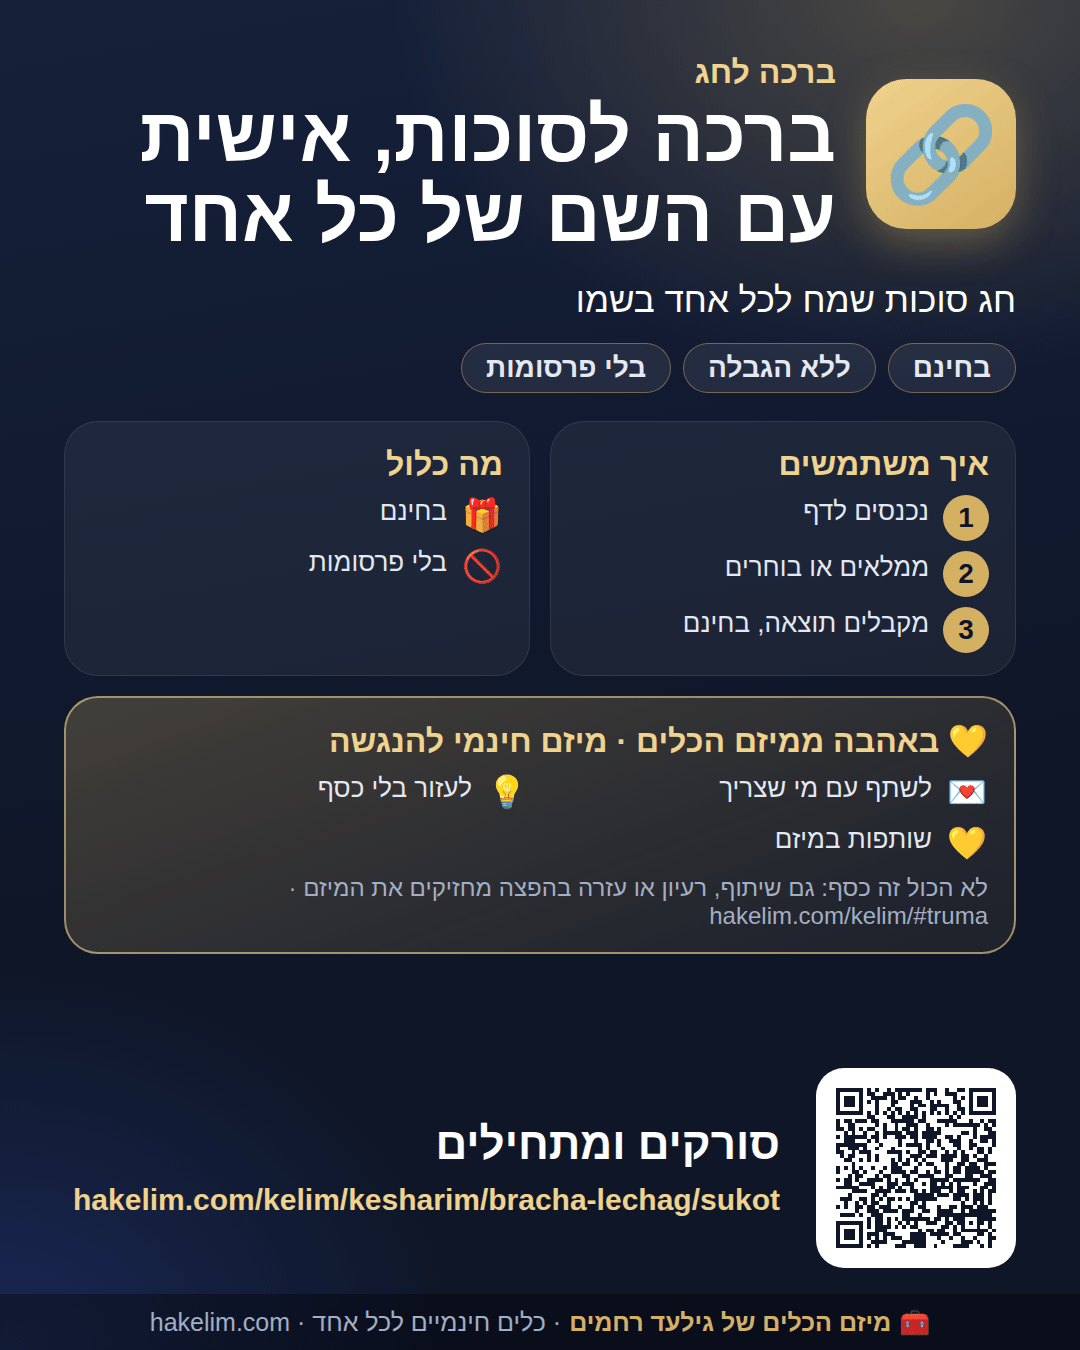 ברכה לחג
ברכה לסוכות, אישית
עם השם של כל אחד
חג סוכות שמח לכל אחד בשמו
בחינם
ללא הגבלה
בלי פרסומות
איך משתמשים
1 נכנסים לדף
2 ממלאים או בוחרים
3 מקבלים תוצאה, בחינם
מה כלול
בחינם
בלי פרסומות
באהבה ממיזם הכלים · מיזם חינמי להנגשה
לשתף עם מי שצריך
לעזור בלי כסף
שותפות במיזם
לא הכול זה כסף: גם שיתוף, רעיון או עזרה בהפצה מחזיקים את המיזם ·
hakelim.com/kelim/#truma
סורקים ומתחילים
hakelim.com/kelim/kesharim/bracha-lechag/sukot
מיזם הכלים של גילעד רחמים · כלים חינמיים לכל אחד · hakelim.com